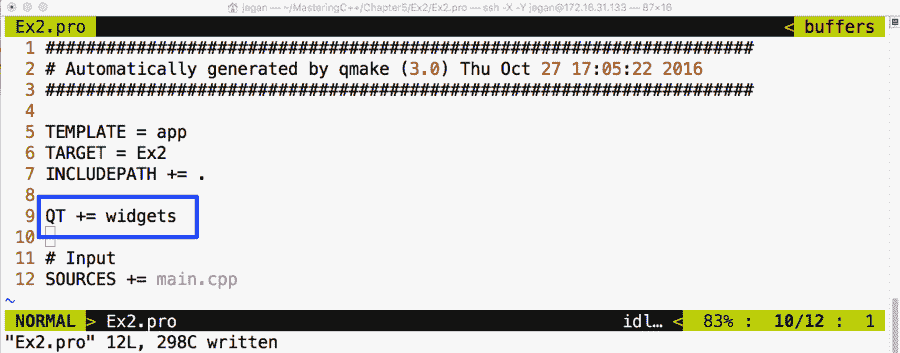 jegan — ~/MasteringC++/Chapter5/Ex2/Ex2.pro — ssh -X -Y jegan@172.16.31.133 — 87×16
Ex2.pro < buffers
1 ######################################################################
2 # Automatically generated by qmake (3.0) Thu Oct 27 17:05:22 2016
3 ######################################################################
4
5 TEMPLATE = app
6 TARGET = Ex2
7 INCLUDEPATH += .
8
9 QT += widgets
10
11 # Input
12 SOURCES += main.cpp
~
NORMAL > Ex2.pro idl… < 83% : 10/12 : 1
"Ex2.pro" 12L, 298C written